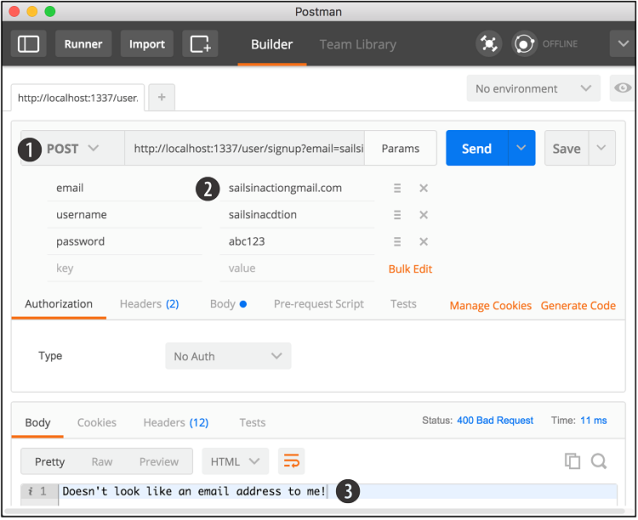 Postman
Runner Import Builder Team Library OFFLINE
No environment
http://localhost:1337/user. +
1 POST http://localhost:1337/user/signup?email=sailsi Params Send Save
email 2 sailsinactiongmail.com
username sailsinacdtion
password abc123
key value Bulk Edit
Authorization Headers (2) Body Pre-request Script Tests Manage Cookies Generate Code
Type No Auth
Body Cookies Headers (12) Tests Status: 400 Bad Request Time: 11 ms
Pretty Raw Preview HTML
i 1 Doesn't look like an email address to me! 3